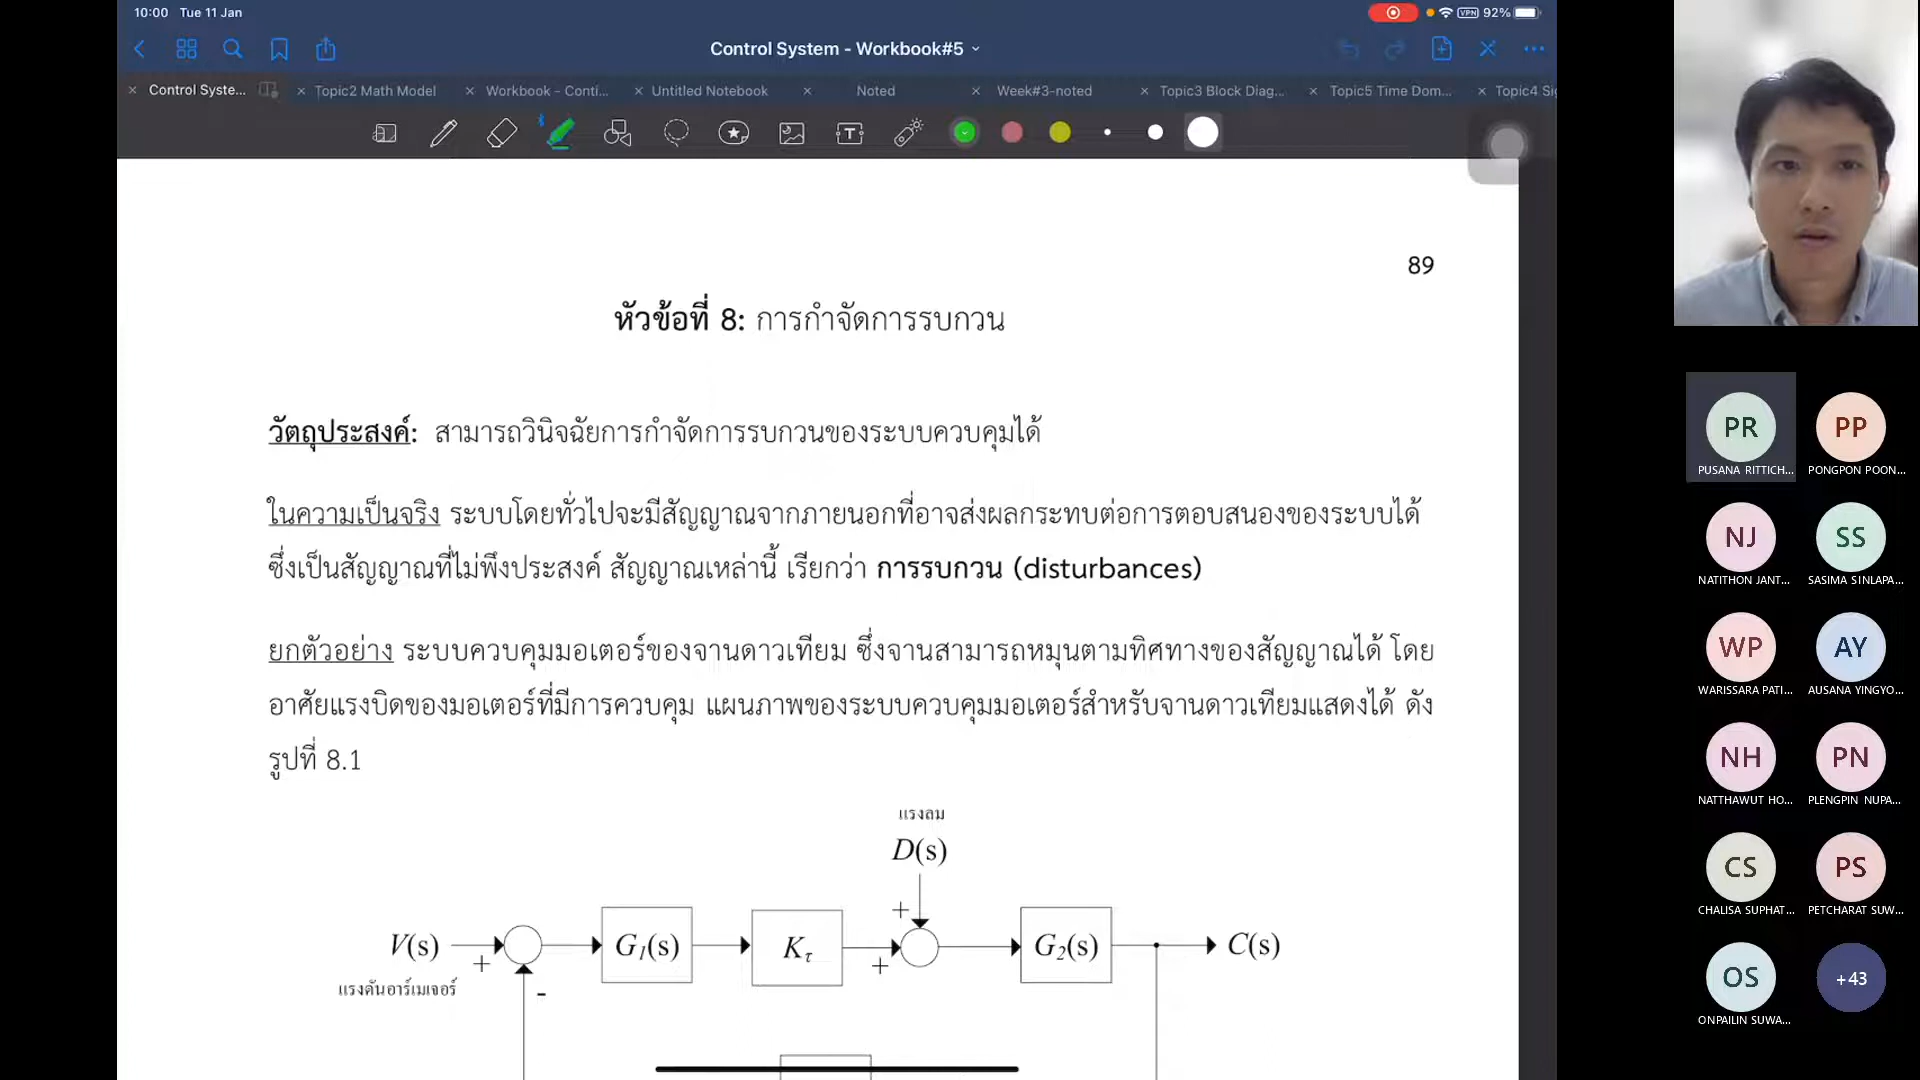 10:00 Tue 11 Jan
VPN 92%
Control System - Workbook#5
Control Syste...
Topic2 Math Model
Workbook - Conti...
Untitled Notebook
Noted
Week#3-noted
Topic3 Block Diag...
Topic5 Time Dom...
Topic4 Si
89
หัวข้อที่ 8: การกำจัดการรบกวน
วัตถุประสงค์: สามารถวินิจฉัยการกำจัดการรบกวนของระบบควบคุมได้
ในความเป็นจริง ระบบโดยทั่วไปจะมีสัญญาณจากภายนอกที่อาจส่งผลกระทบต่อการตอบสนองของระบบได้
ซึ่งเป็นสัญญาณที่ไม่พึงประสงค์ สัญญาณเหล่านี้ เรียกว่า การรบกวน (disturbances)
ยกตัวอย่าง ระบบควบคุมมอเตอร์ของจานดาวเทียม ซึ่งจานสามารถหมุนตามทิศทางของสัญญาณได้ โดย
อาศัยแรงบิดของมอเตอร์ที่มีการควบคุม แผนภาพของระบบควบคุมมอเตอร์สำหรับจานดาวเทียมแสดงได้ ดัง
รูปที่ 8.1
แรงลม
D(s)
+
V(s)
+
-
G1(s)
Kτ
+
G2(s)
C(s)
แรงดันอาร์เมเจอร์
PR
PUSANA RITTICH...
PP
PONGPON POON...
NJ
NATITHON JANT...
SS
SASIMA SINLAPA...
WP
WARISSARA PATI...
AY
AUSANA YINGYO...
NH
NATTHAWUT HO...
PN
PLENGPIN NUPA...
CS
CHALISA SUPHAT...
PS
PETCHARAT SUW...
OS
ONPAILIN SUWA...
+43